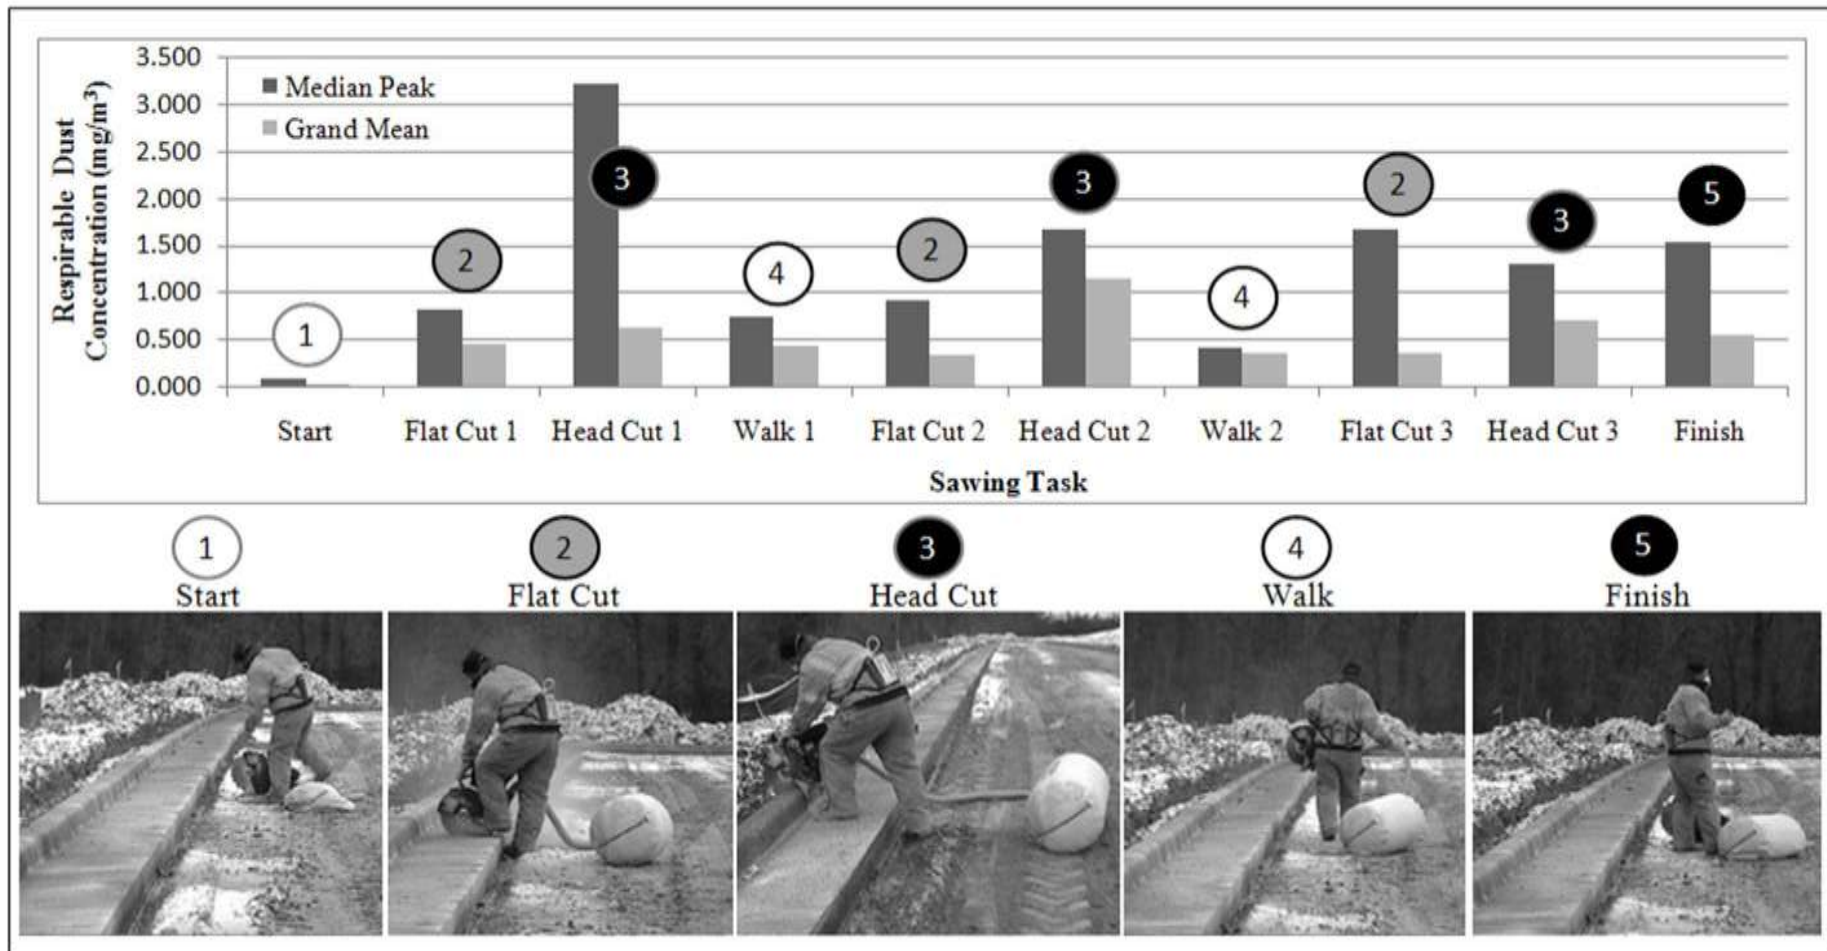 3.500
3.000
2.500
2.000
1.500
1.000
0.500
0.000
Respirable Dust
Concentration (mg/m³)
Median Peak
Grand Mean
1
2
3
4
2
3
4
2
3
5
Start Flat Cut 1 Head Cut 1 Walk 1 Flat Cut 2 Head Cut 2 Walk 2 Flat Cut 3 Head Cut 3 Finish
Sawing Task
1 2 3 4 5
Start Flat Cut Head Cut Walk Finish